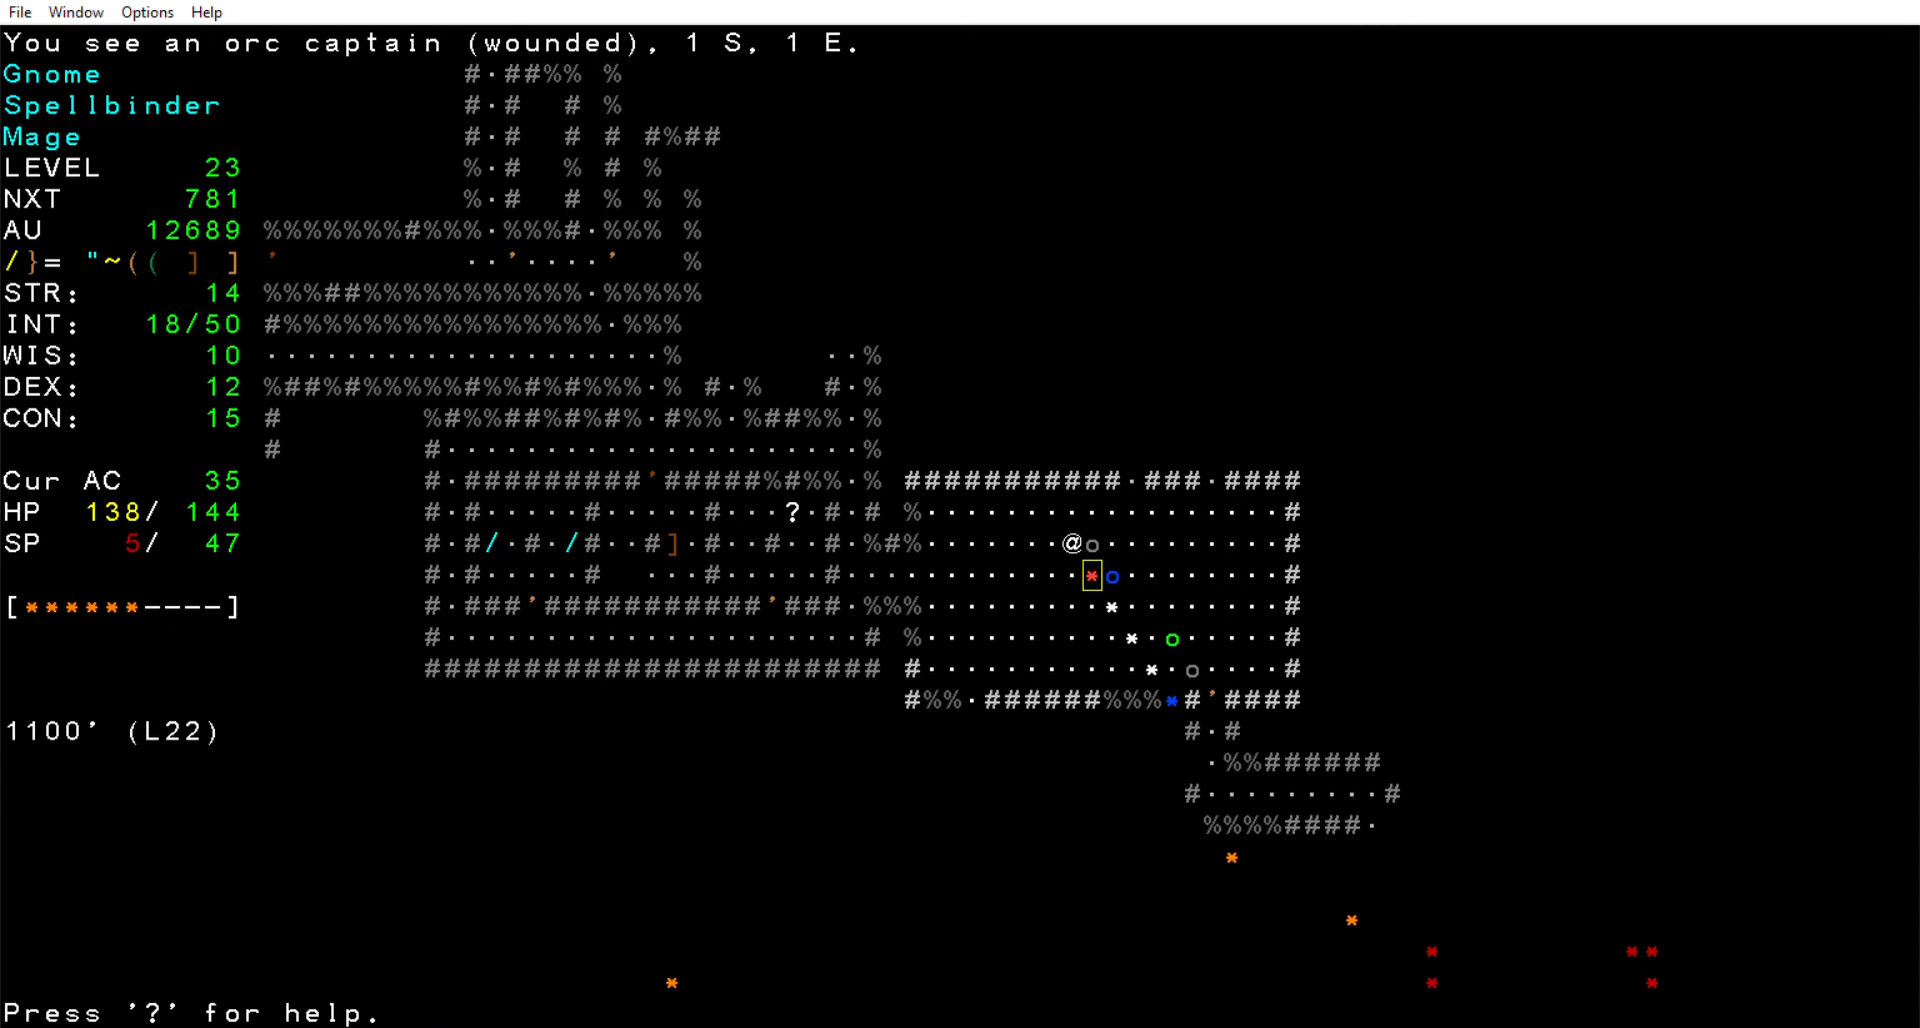 File Window Options Help
You see an orc captain (wounded), 1 S, 1 E.
Gnome
Spellbinder
Mage
LEVEL 23
NXT 781
AU 12689
/}= "~(( ] ]
STR: 14
INT: 18/50
WIS: 10
DEX: 12
CON: 15
Cur AC 35
HP 138/ 144
SP 5/ 47
[******----]
1100' (L22)
Press '?' for help.